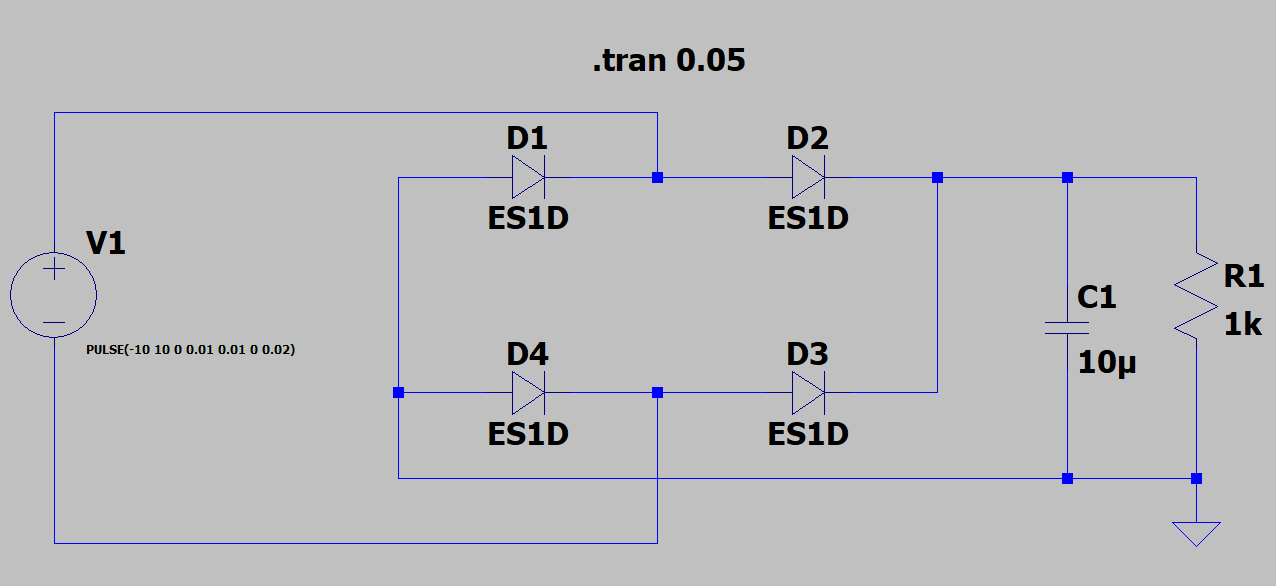 .tran 0.05
D1
D2
ES1D
ES1D
V1
PULSE(-10 10 0 0.01 0.01 0 0.02)
C1
10µ
R1
1k
D4
D3
ES1D
ES1D